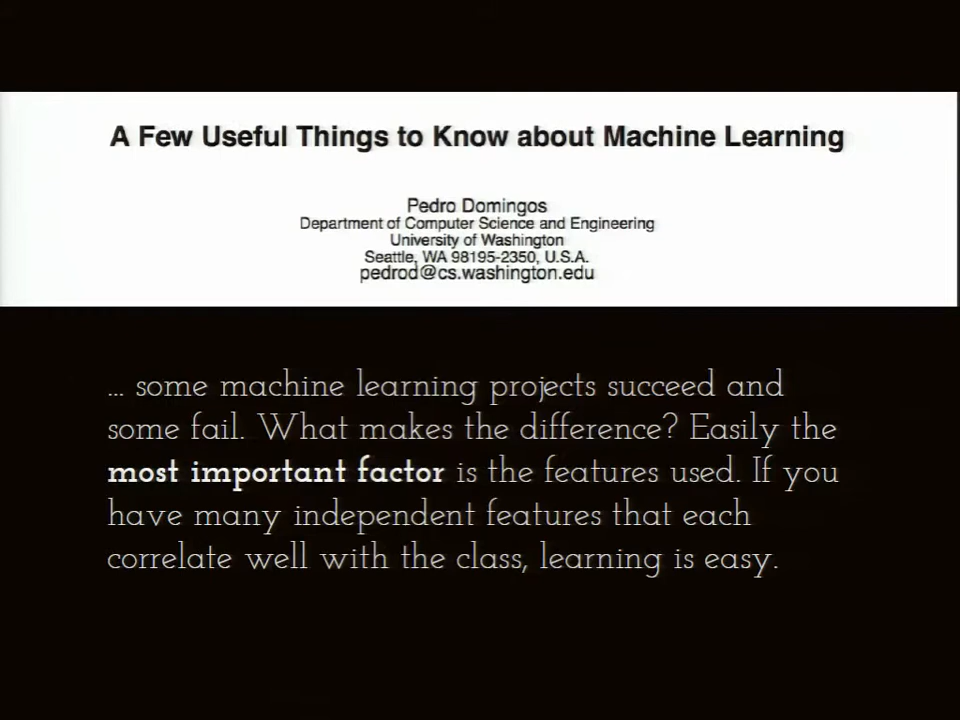 A Few Useful Things to Know about Machine Learning
Pedro Domingos
Department of Computer Science and Engineering
University of Washington
Seattle, WA 98195-2350, U.S.A.
pedrod@cs.washington.edu
... some machine learning projects succeed and
some fail. What makes the difference? Easily the
most important factor is the features used. If you
have many independent features that each
correlate well with the class, learning is easy.